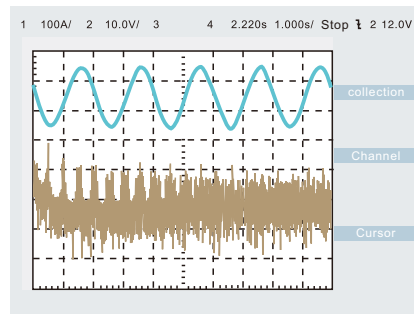 1 100A/ 2 10.0V/ 3 4 2.220s 1.000s/ Stop 2 12.0V
collection
Channel
Cursor